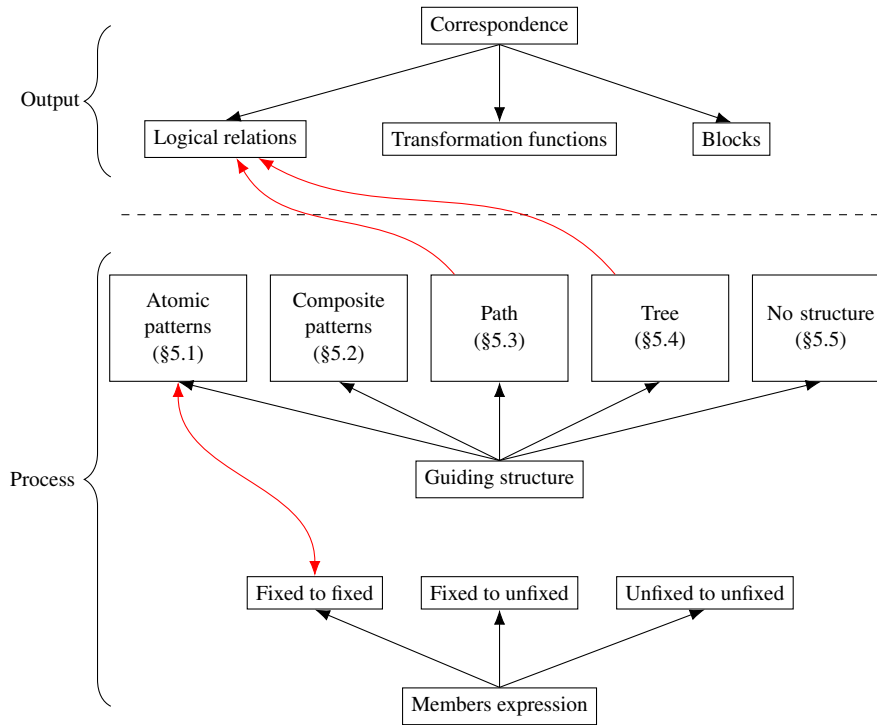 Correspondence
Output
Logical relations
Transformation functions
Blocks
Atomic
patterns
(§5.1)
Composite
patterns
(§5.2)
Path
(§5.3)
Tree
(§5.4)
No structure
(§5.5)
Guiding structure
Process
Fixed to fixed
Fixed to unfixed
Unfixed to unfixed
Members expression